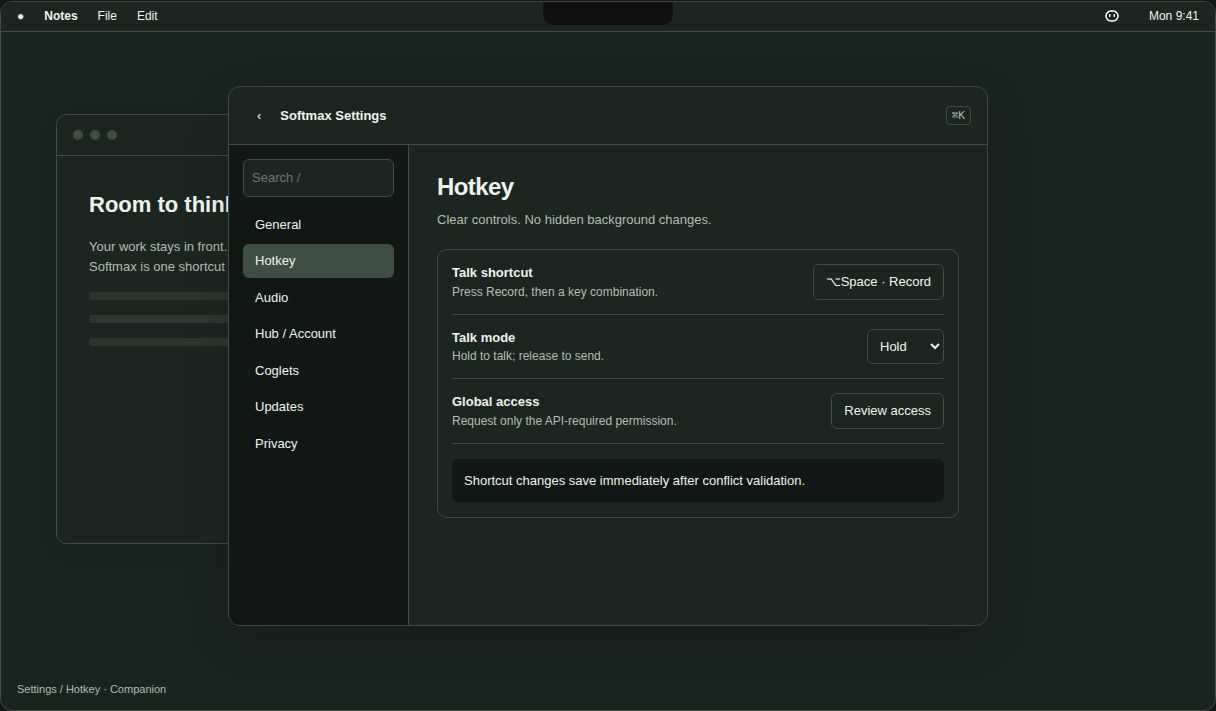 Notes File Edit Mon 9:41
Room to thin
Your work stays in front.
Softmax is one shortcut
‹ Softmax Settings ⌘K
Search /
General
Hotkey
Audio
Hub / Account
Coglets
Updates
Privacy
Hotkey
Clear controls. No hidden background changes.
Talk shortcut
Press Record, then a key combination.
⌥Space · Record
Talk mode
Hold to talk; release to send.
Hold
Global access
Request only the API-required permission.
Review access
Shortcut changes save immediately after conflict validation.
Settings / Hotkey · Companion